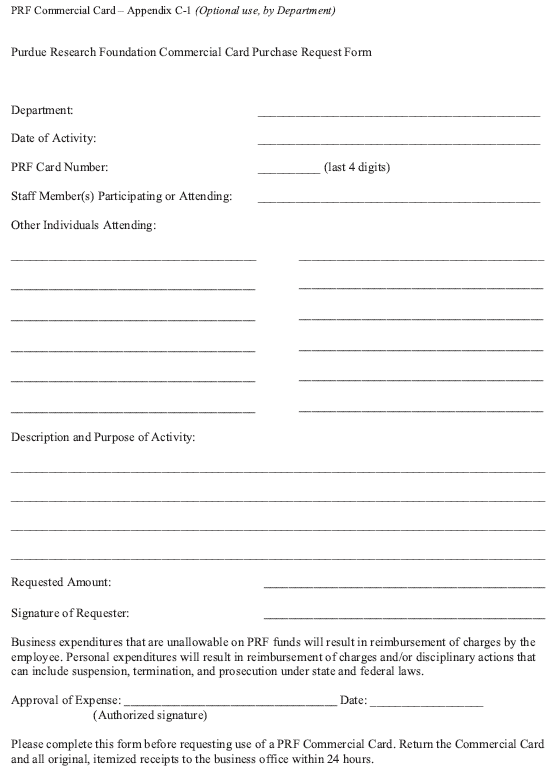 PRF Commercial Card – Appendix C-1 (Optional use, by Department)
Purdue Research Foundation Commercial Card Purchase Request Form
Department: 
Date of Activity:
PRF Card Number: (last 4 digits)
Staff Member(s) Participating or Attending:
Other Individuals Attending:
Description and Purpose of Activity:
Requested Amount:
Signature of Requester:
Business expenditures that are unallowable on PRF funds will result in reimbursement of charges by the
employee. Personal expenditures will result in reimbursement of charges and/or disciplinary actions that
can include suspension, termination, and prosecution under state and federal laws.
Approval of Expense: Date:
(Authorized signature)
Please complete this form before requesting use of a PRF Commercial Card. Return the Commercial Card
and all original, itemized receipts to the business office within 24 hours.